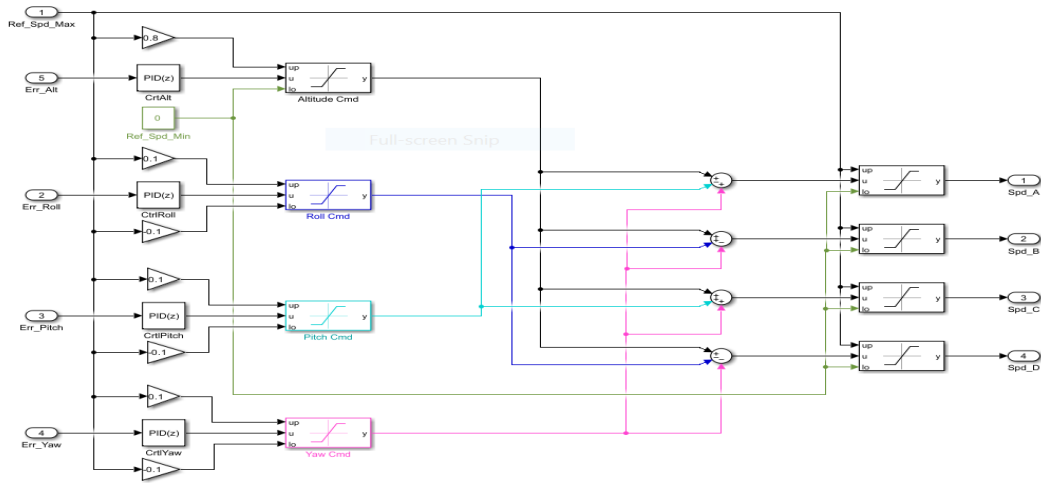 1
Ref_Spd_Max
0.8
5
Err_Alt
PID(z)
CrtAlt
up
u
lo
y
Altitude Cmd
0
Ref_Spd_Min
Full-screen Snip
0.1
2
Err_Roll
PID(z)
CtrlRoll
-0.1
up
u
lo
y
Roll Cmd
0.1
3
Err_Pitch
PID(z)
CrtlPitch
-0.1
up
u
lo
y
Pitch Cmd
0.1
4
Err_Yaw
PID(z)
CrtlYaw
-0.1
up
u
lo
y
Yaw Cmd
up
u
lo
y
1
Spd_A
up
u
lo
y
2
Spd_B
up
u
lo
y
3
Spd_C
up
u
lo
y
4
Spd_D